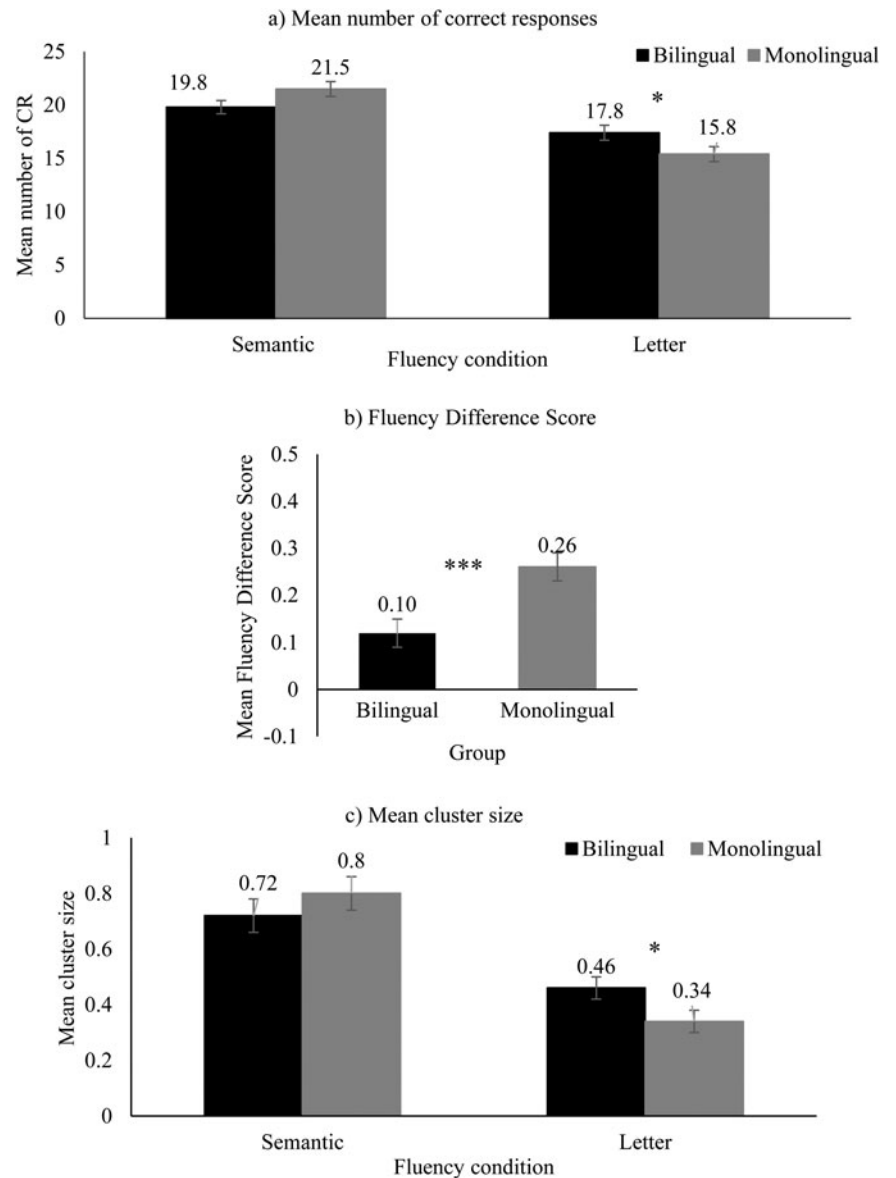 a) Mean number of correct responses
Bilingual Monolingual
25
20
15
10
5
0
Mean number of CR
19.8 21.5 17.8 * 15.8
Semantic Letter
Fluency condition
b) Fluency Difference Score
0.5
0.4
0.3
0.2
0.1
0
-0.1
Mean Fluency Difference Score
0.10 *** 0.26
Bilingual Monolingual
Group
c) Mean cluster size
Bilingual Monolingual
1
0.8
0.6
0.4
0.2
0
Mean cluster size
0.72 0.8 0.46 * 0.34
Semantic Letter
Fluency condition